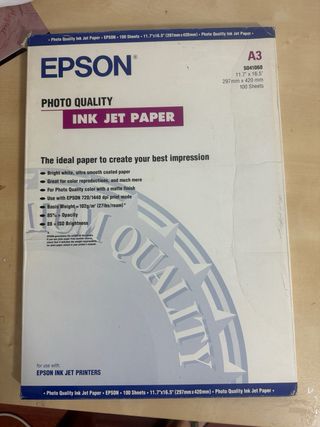 • Photo Quality Ink Jet Paper • EPSON • 100 Sheets • 11.7"x16.5" (297mm×420mm) • Photo Quality Ink Jet Paper •
EPSON®
A3
S041068
11.7" x 16.5"
297mm x 420mm
100 Sheets
PHOTO QUALITY
INK JET PAPER
The ideal paper to create your best impression
Bright white, ultra smooth coated paper
Great for color reproductions, and much more
For Photo Quality color with a matte finish
Use with EPSON 720/1440 dpi print mode
Basis Weight = 102g/m² (27lbs/ream)*
85% = Opacity
ISO Brightness
QUALITY
for use with
EPSON INK JET PRINTERS
• Photo Quality Ink Jet Paper • EPSON • 100 Sheets • 11.7"x16.5" (297mm×420mm) • Photo Quality Ink Jet Paper •